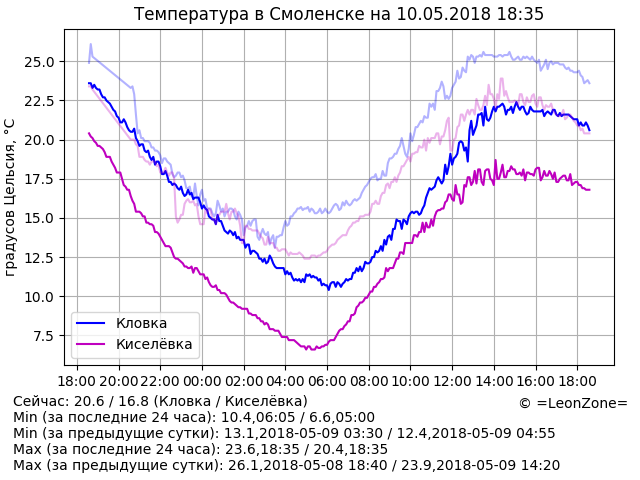 Температура в Смоленске на 10.05.2018 18:35
градусов Цельсия, °C
25.0
22.5
20.0
17.5
15.0
12.5
10.0
7.5
Кловка
Киселёвка
18:00 20:00 22:00 00:00 02:00 04:00 06:00 08:00 10:00 12:00 14:00 16:00 18:00
Сейчас: 20.6 / 16.8 (Кловка / Киселёвка)
© =LeonZone=
Min (за последние 24 часа): 10.4,06:05 / 6.6,05:00
Min (за предыдущие сутки): 13.1,2018-05-09 03:30 / 12.4,2018-05-09 04:55
Max (за последние 24 часа): 23.6,18:35 / 20.4,18:35
Max (за предыдущие сутки): 26.1,2018-05-08 18:40 / 23.9,2018-05-09 14:20